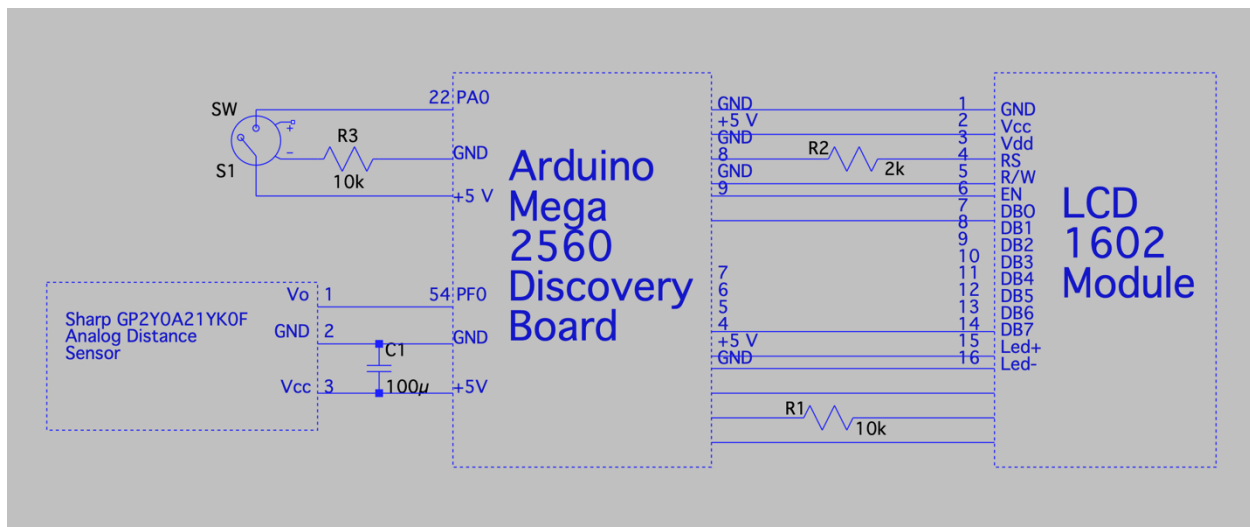 SW
S1
+
-
R3
10k
22 PA0
GND
+5 V
Vo 1
54 PF0
Sharp GP2Y0A21YK0F
Analog Distance
Sensor
GND 2
GND
C1
100µ
Vcc 3
+5V
Arduino
Mega
2560
Discovery
Board
GND
+5 V
GND
8
GND
9
7
6
5
4
+5 V
GND
R2
2k
R1
10k
1 GND
2 Vcc
3 Vdd
4 RS
5 R/W
6 EN
7 DB0
8 DB1
9 DB2
10 DB3
11 DB4
12 DB5
13 DB6
14 DB7
15 Led+
16 Led-
LCD
1602
Module